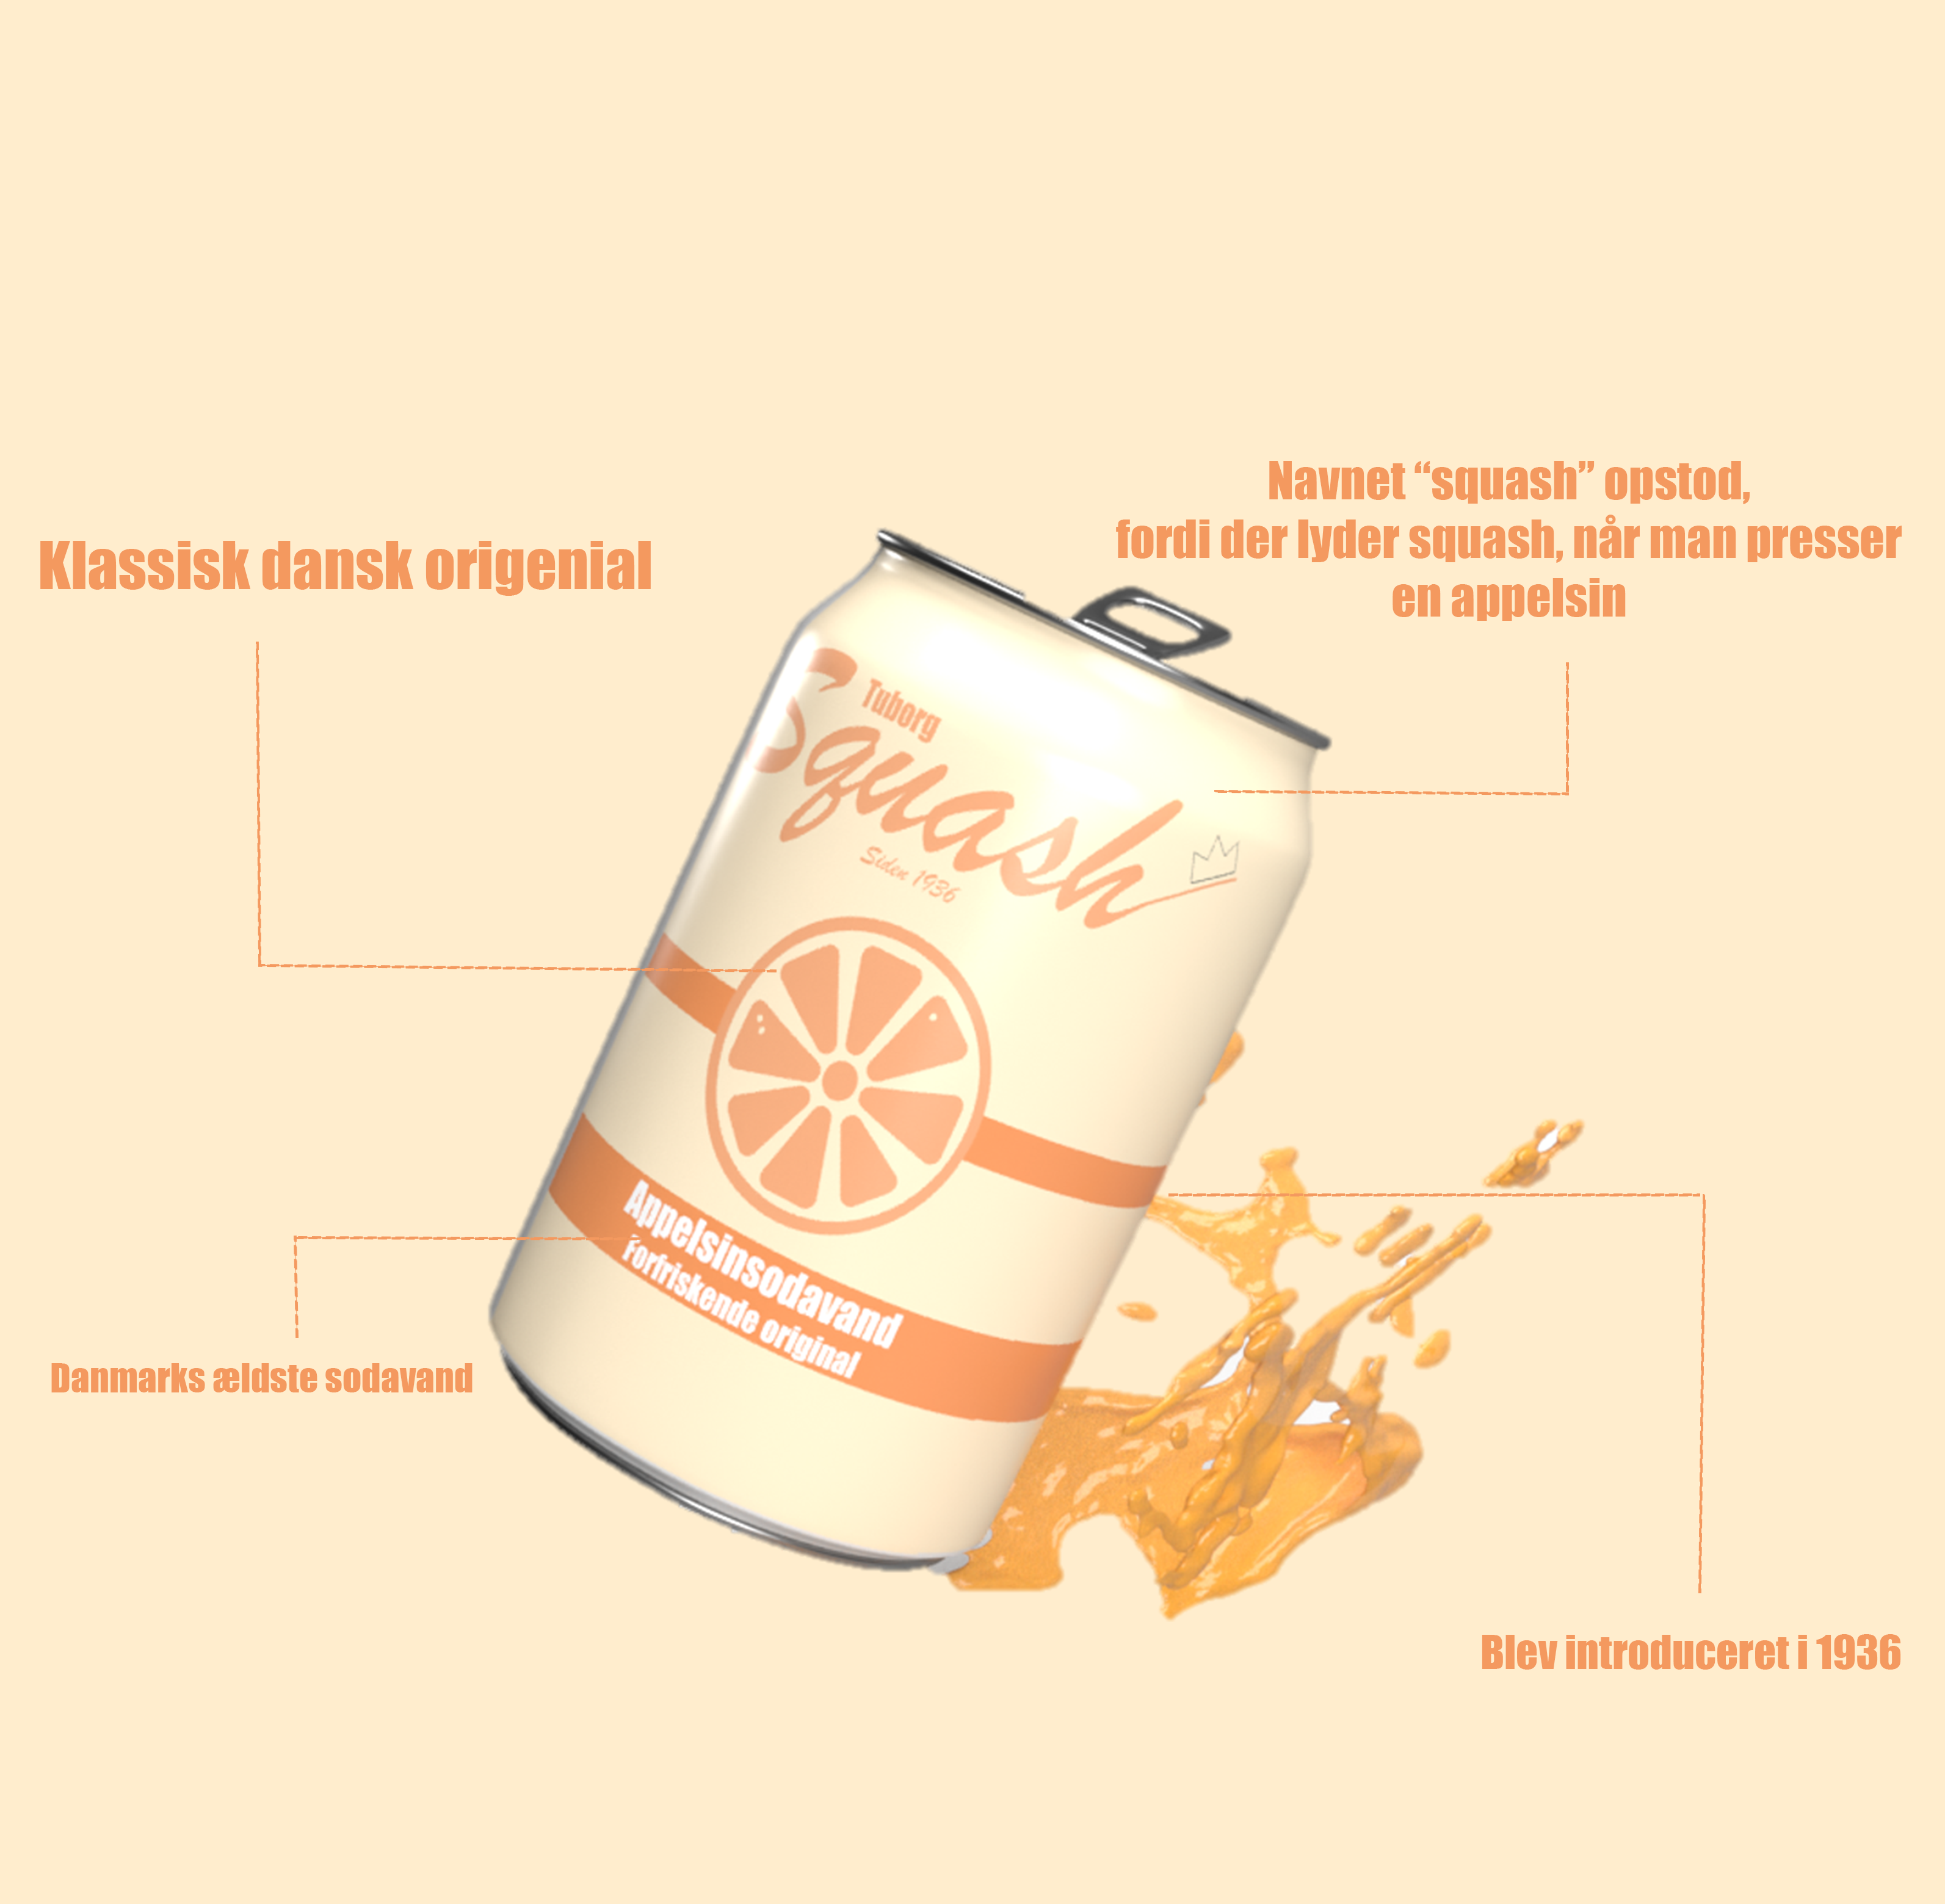 Navnet “squash” opstod,
fordi der lyder squash, når man presser
en appelsin
Klassisk dansk origenial
Tuborg
Squash
Siden 1936
Appelsinsodavand
Forfriskende original
Danmarks ældste sodavand
Blev introduceret i 1936